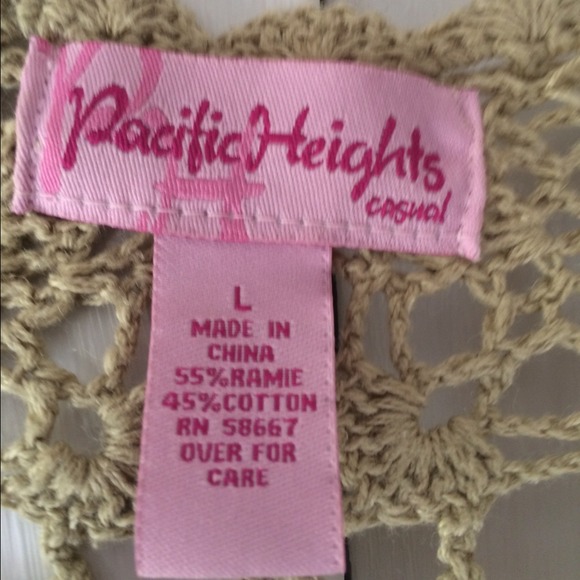 Pacific Heights
casual
L
MADE IN
CHINA
55%RAMIE
45%COTTON
RN 58667
OVER FOR
CARE